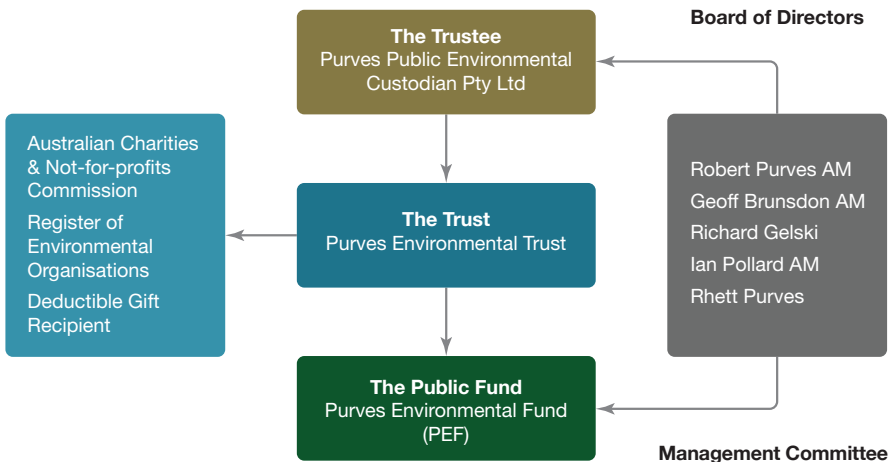 Board of Directors
The Trustee
Purves Public Environmental
Custodian Pty Ltd
Australian Charities
& Not-for-profits
Commission
Register of
Environmental
Organisations
Deductible Gift
Recipient
The Trust
Purves Environmental Trust
Robert Purves AM
Geoff Brunsdon AM
Richard Gelski
Ian Pollard AM
Rhett Purves
The Public Fund
Purves Environmental Fund
(PEF)
Management Committee